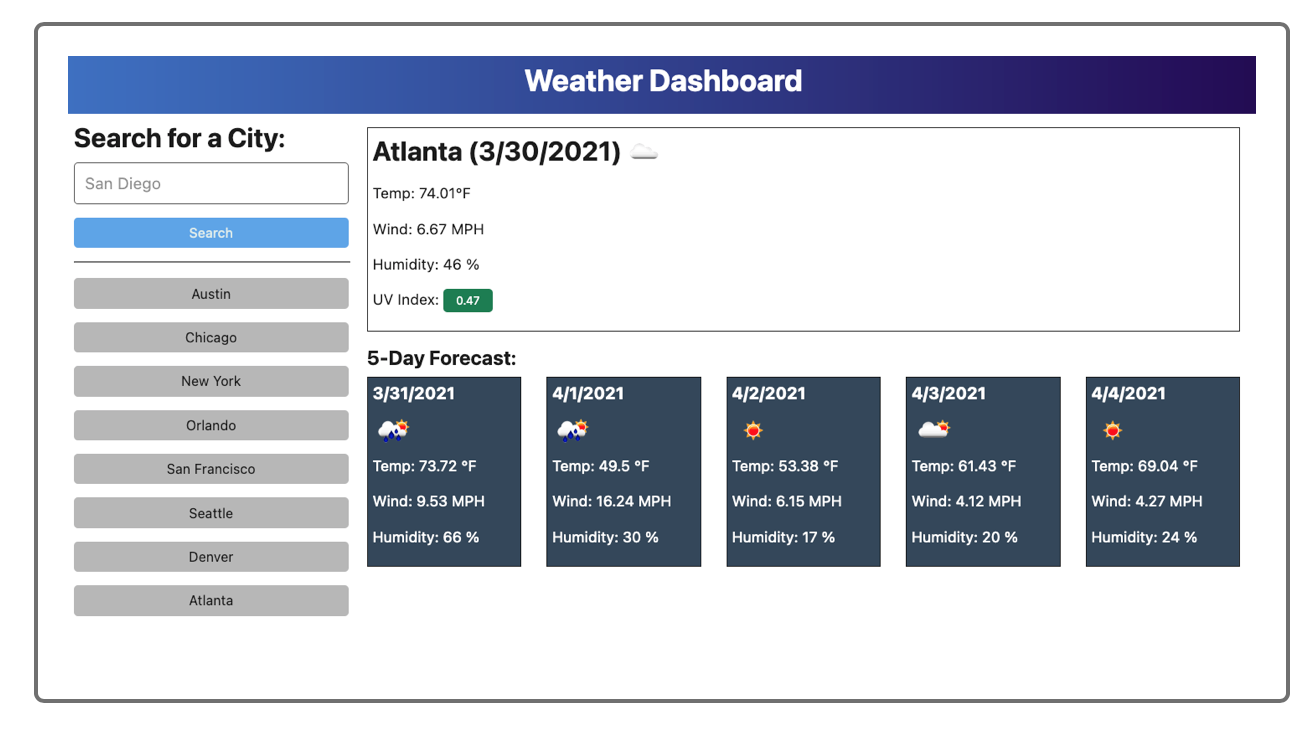 Weather Dashboard
Search for a City:
San Diego
Search
Austin
Chicago
New York
Orlando
San Francisco
Seattle
Denver
Atlanta
Atlanta (3/30/2021)
Temp: 74.01°F
Wind: 6.67 MPH
Humidity: 46 %
UV Index: 0.47
5-Day Forecast:
3/31/2021
Temp: 73.72 °F
Wind: 9.53 MPH
Humidity: 66 %
4/1/2021
Temp: 49.5 °F
Wind: 16.24 MPH
Humidity: 30 %
4/2/2021
Temp: 53.38 °F
Wind: 6.15 MPH
Humidity: 17 %
4/3/2021
Temp: 61.43 °F
Wind: 4.12 MPH
Humidity: 20 %
4/4/2021
Temp: 69.04 °F
Wind: 4.27 MPH
Humidity: 24 %